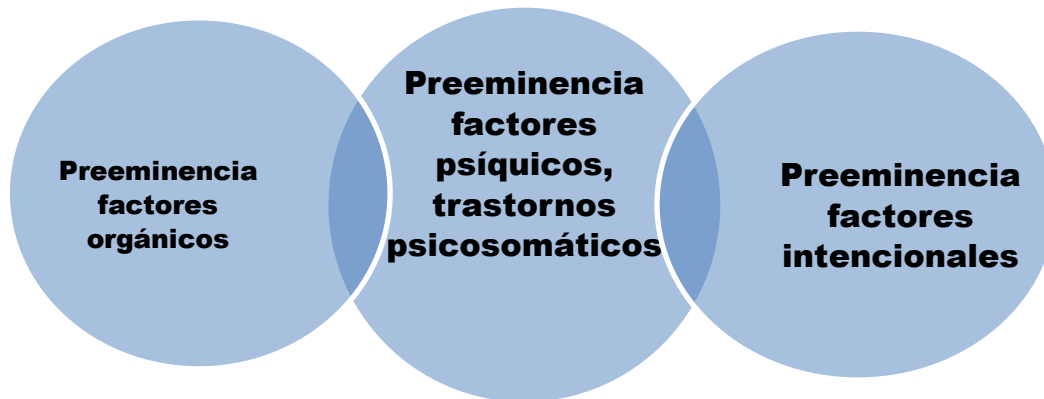 Preeminencia
factores
orgánicos
Preeminencia
factores
psíquicos,
trastornos
psicosomáticos
Preeminencia
factores
intencionales